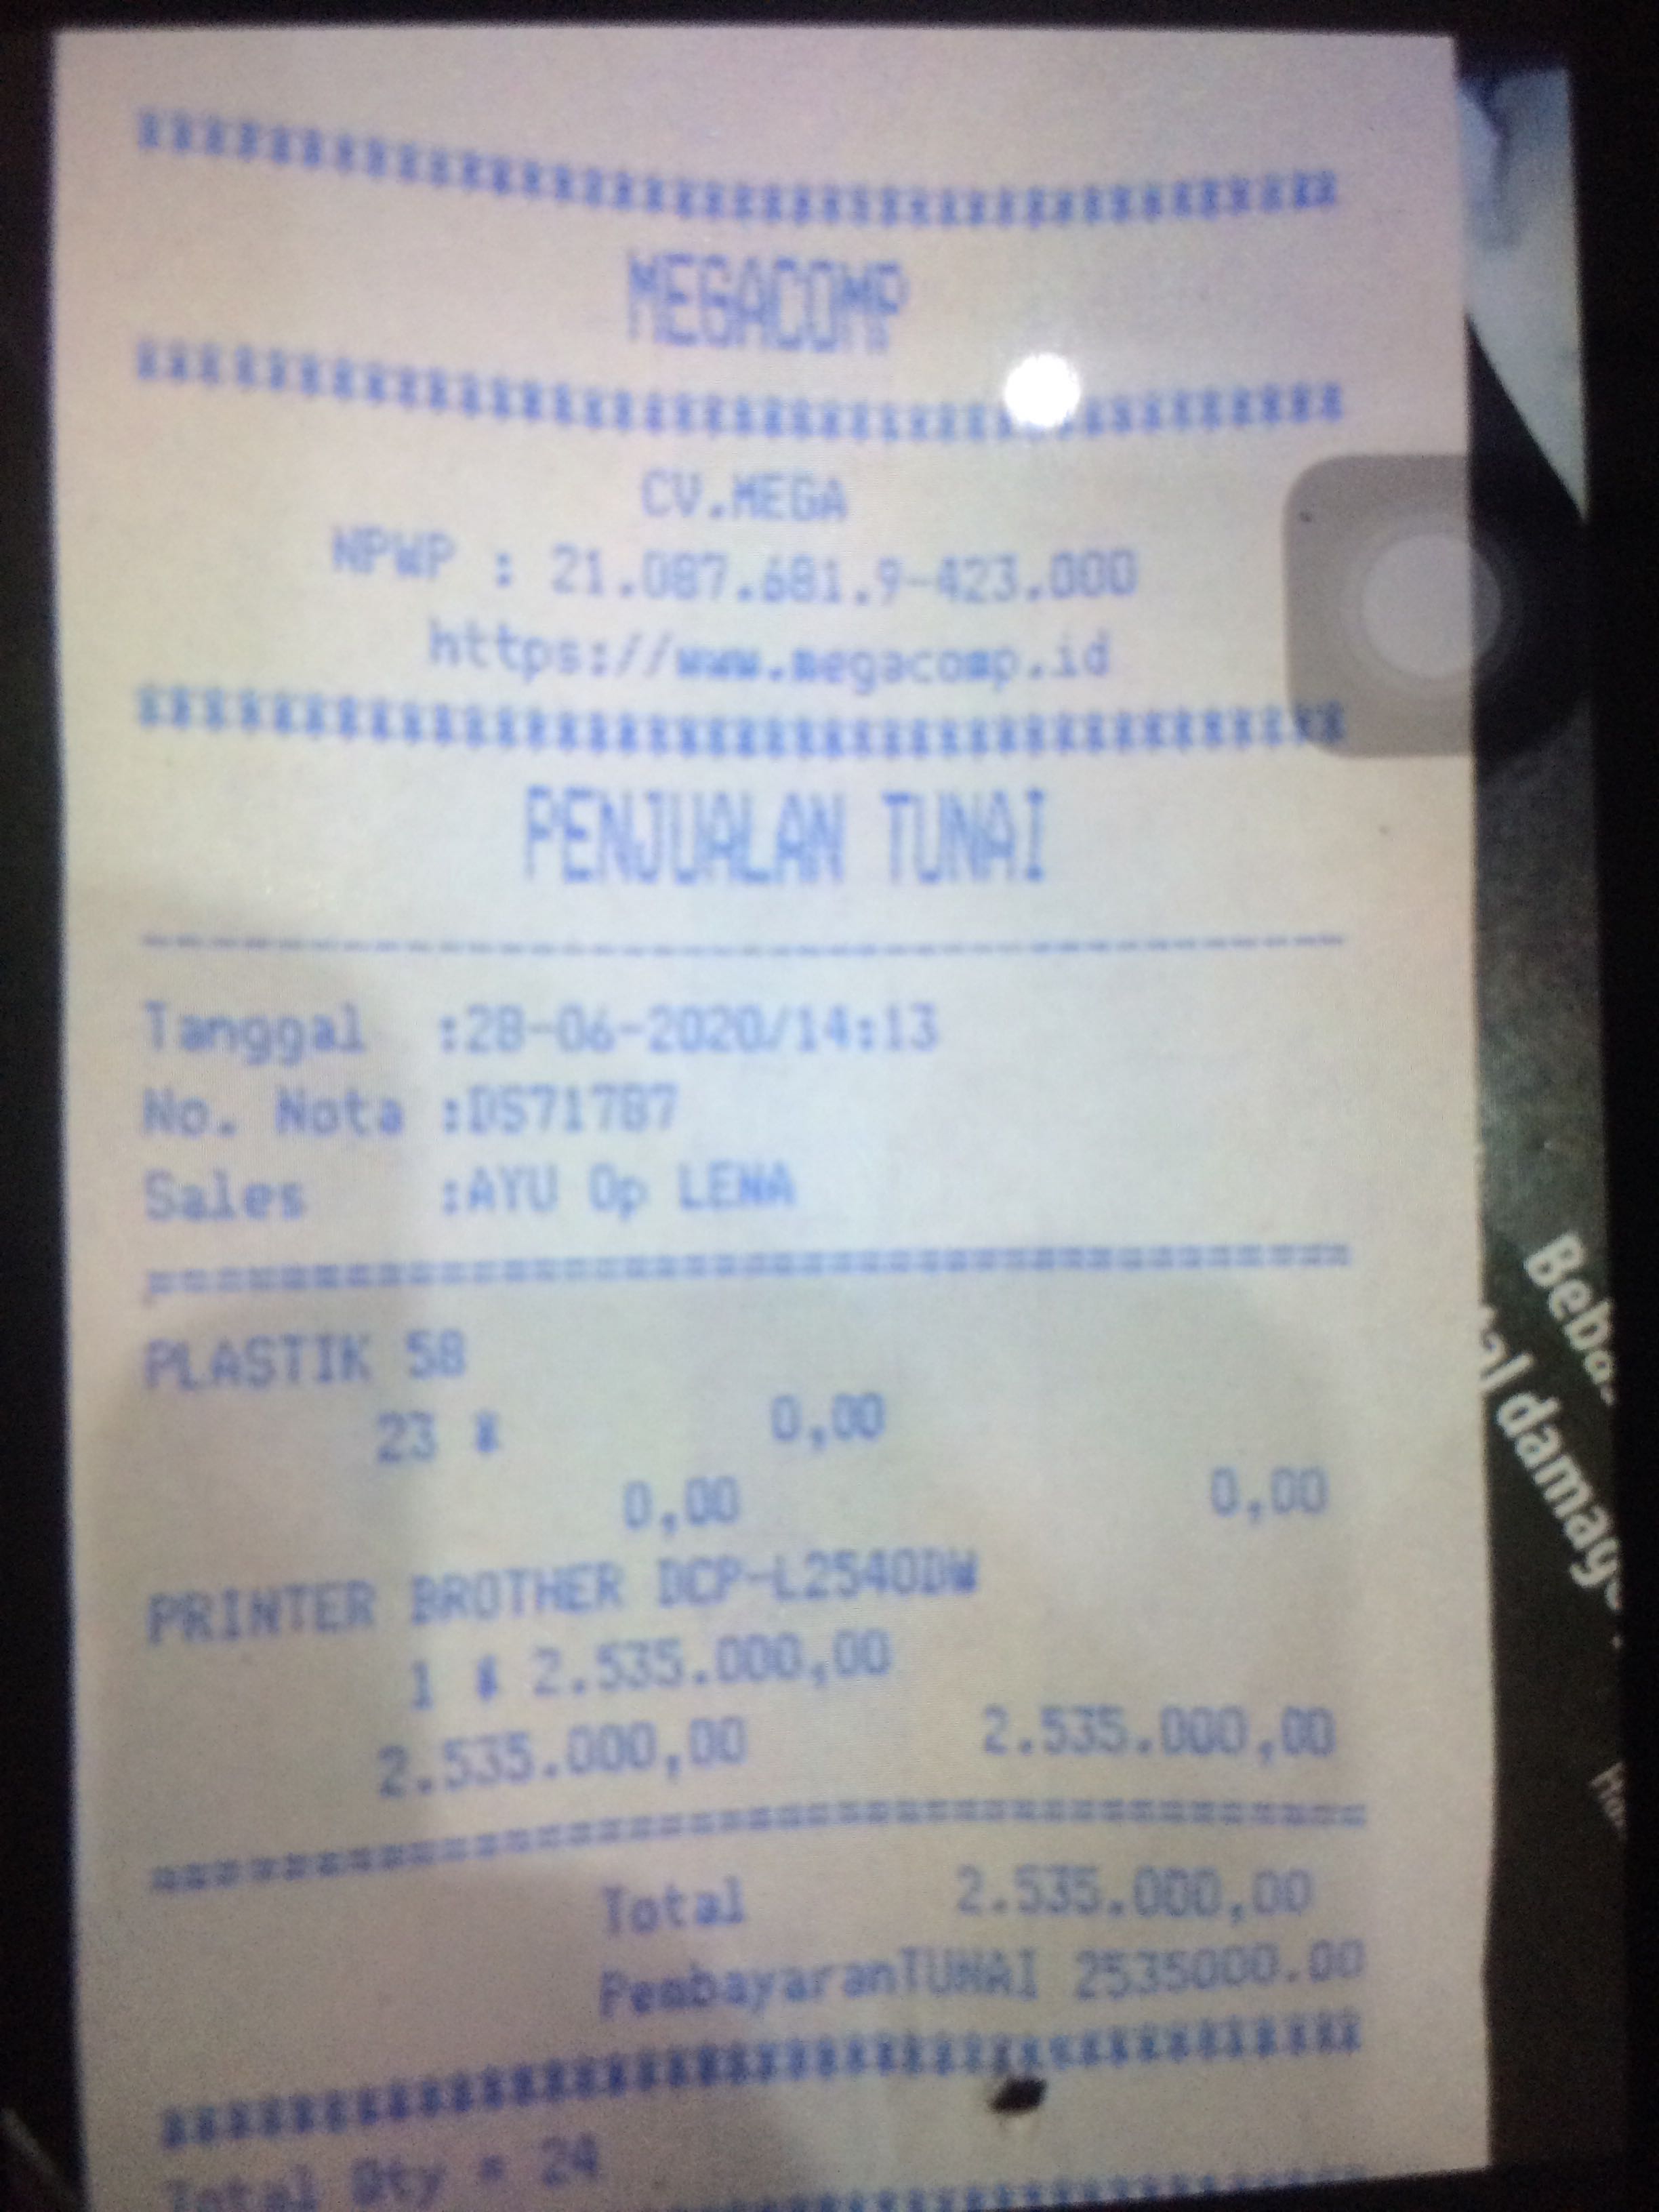 ********************************
MEGACOMP
********************************
CV.MEGA
NPWP : 21.087.681.9-423.000
https://www.megacomp.id
********************************
PENJUALAN TUNAI
--------------------------------
Tanggal :28-06-2020/14:13
No. Nota :DS71787
Sales :AYU Op LENA
================================
PLASTIK 58
23 * 0,00
0,00 0,00
PRINTER BROTHER DCP-L2540DW
1 * 2.535.000,00
2.535.000,00 2.535.000,00
================================
Total 2.535.000,00
PembayaranTUNAI 2535000.00
********************************
Total Qty = 24
al damage